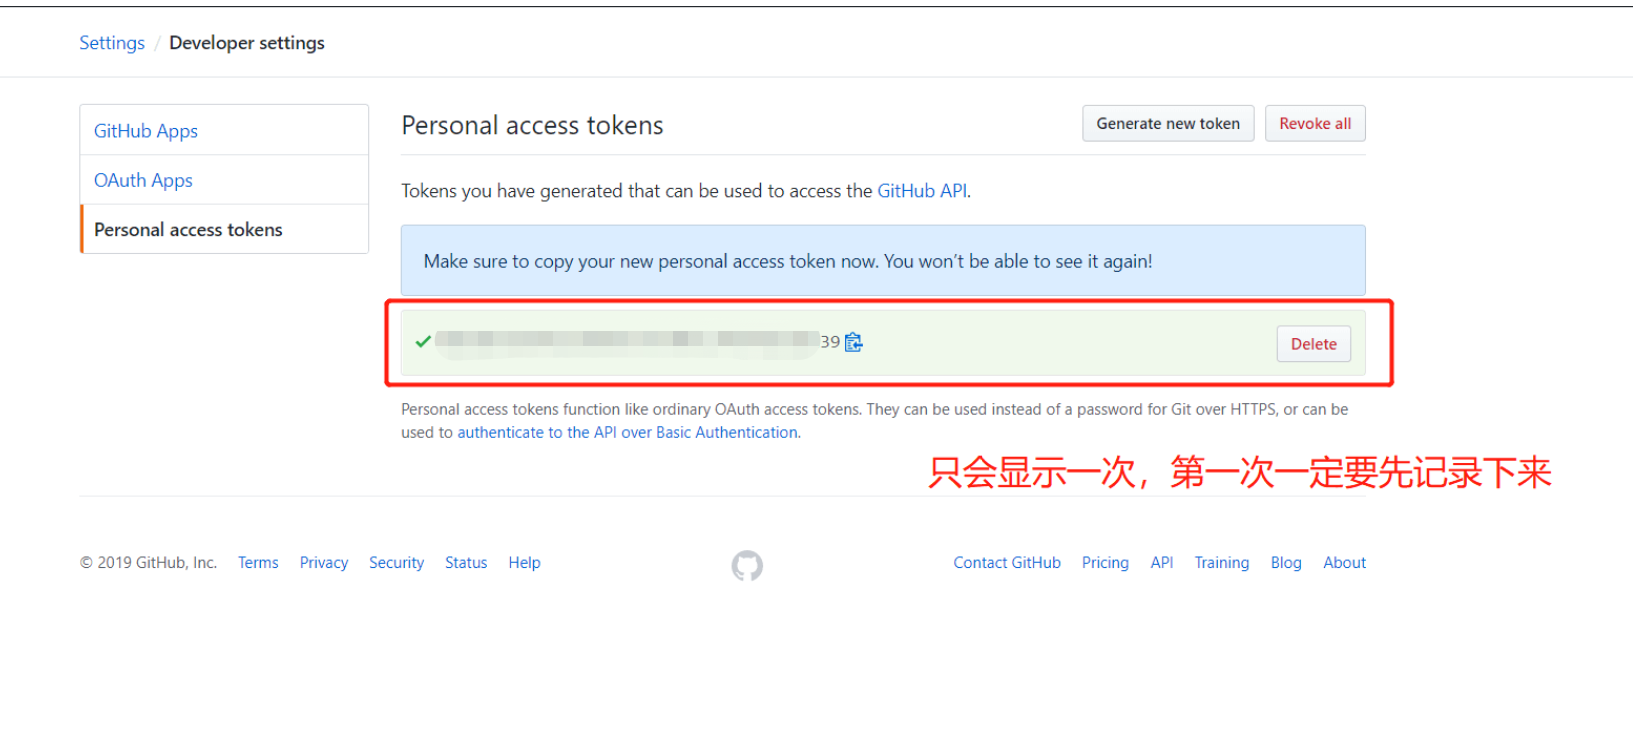 Settings / Developer settings
GitHub Apps
OAuth Apps
Personal access tokens
Personal access tokens
Generate new token
Revoke all
Tokens you have generated that can be used to access the GitHub API.
Make sure to copy your new personal access token now. You won't be able to see it again!
39
Delete
Personal access tokens function like ordinary OAuth access tokens. They can be used instead of a password for Git over HTTPS, or can be
used to authenticate to the API over Basic Authentication.
只会显示一次，第一次一定要先记录下来
© 2019 GitHub, Inc. Terms Privacy Security Status Help Contact GitHub Pricing API Training Blog About